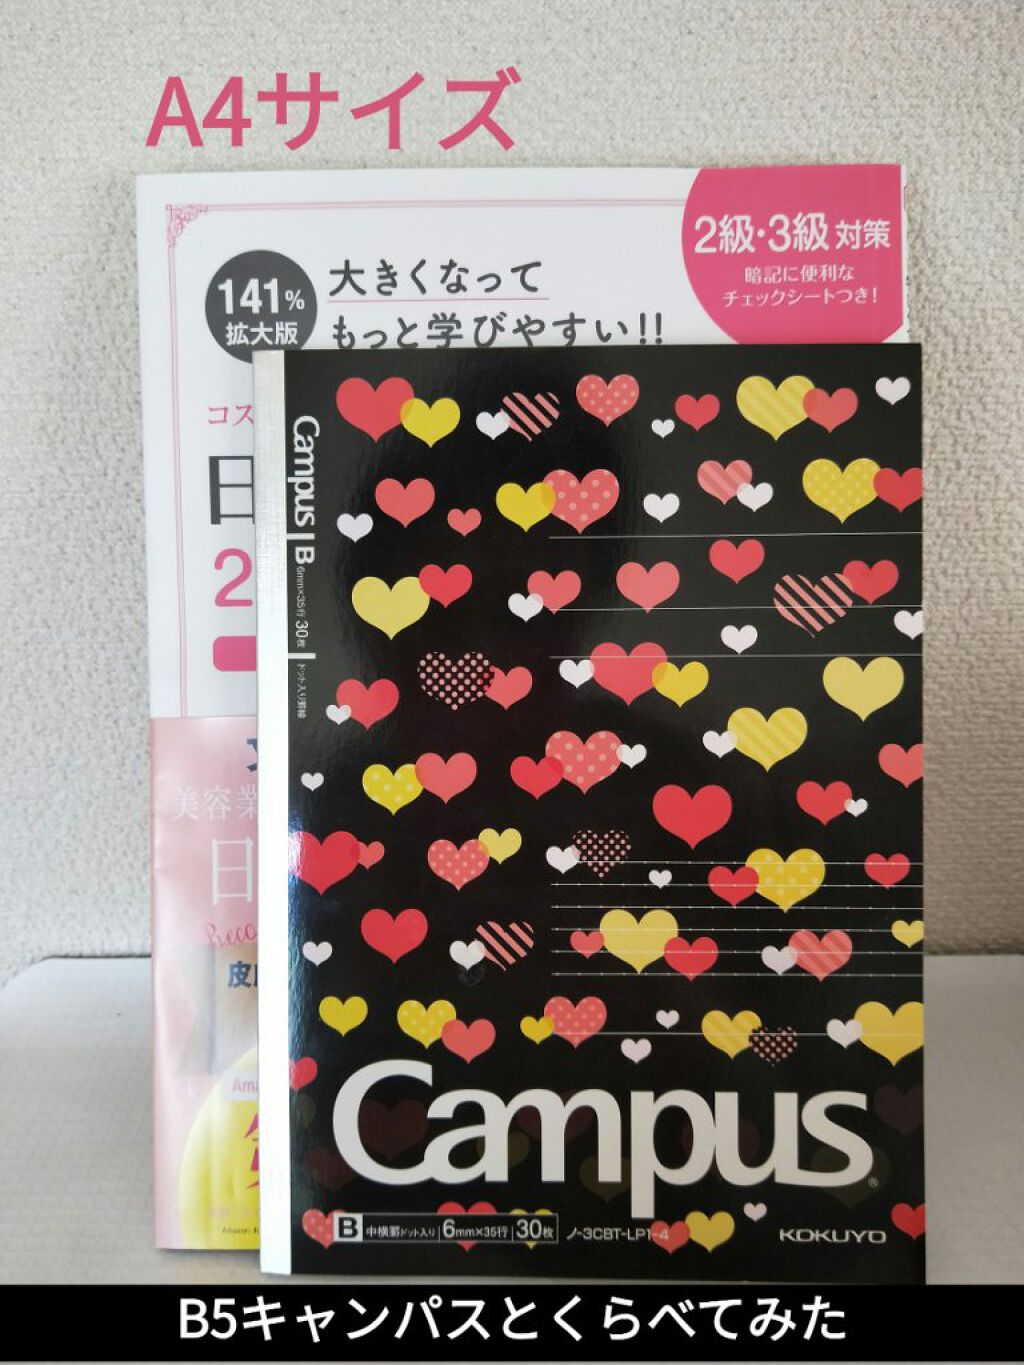 A4サイズ
2級・3級 対策
暗記に便利な
チェックシートつき!
141%
拡大版
大きくなって
もっと学びやすい!!
コス
日
2
美容業
日
Beco
皮
Ama
Campus B 6mm×35行 30枚 ドット入り罫線
Campus®
B 中横罫ドット入り 6mm×35行 30枚 ノ-3CBT-LP1-4
KOKUYO
B5キャンパスとくらべてみた